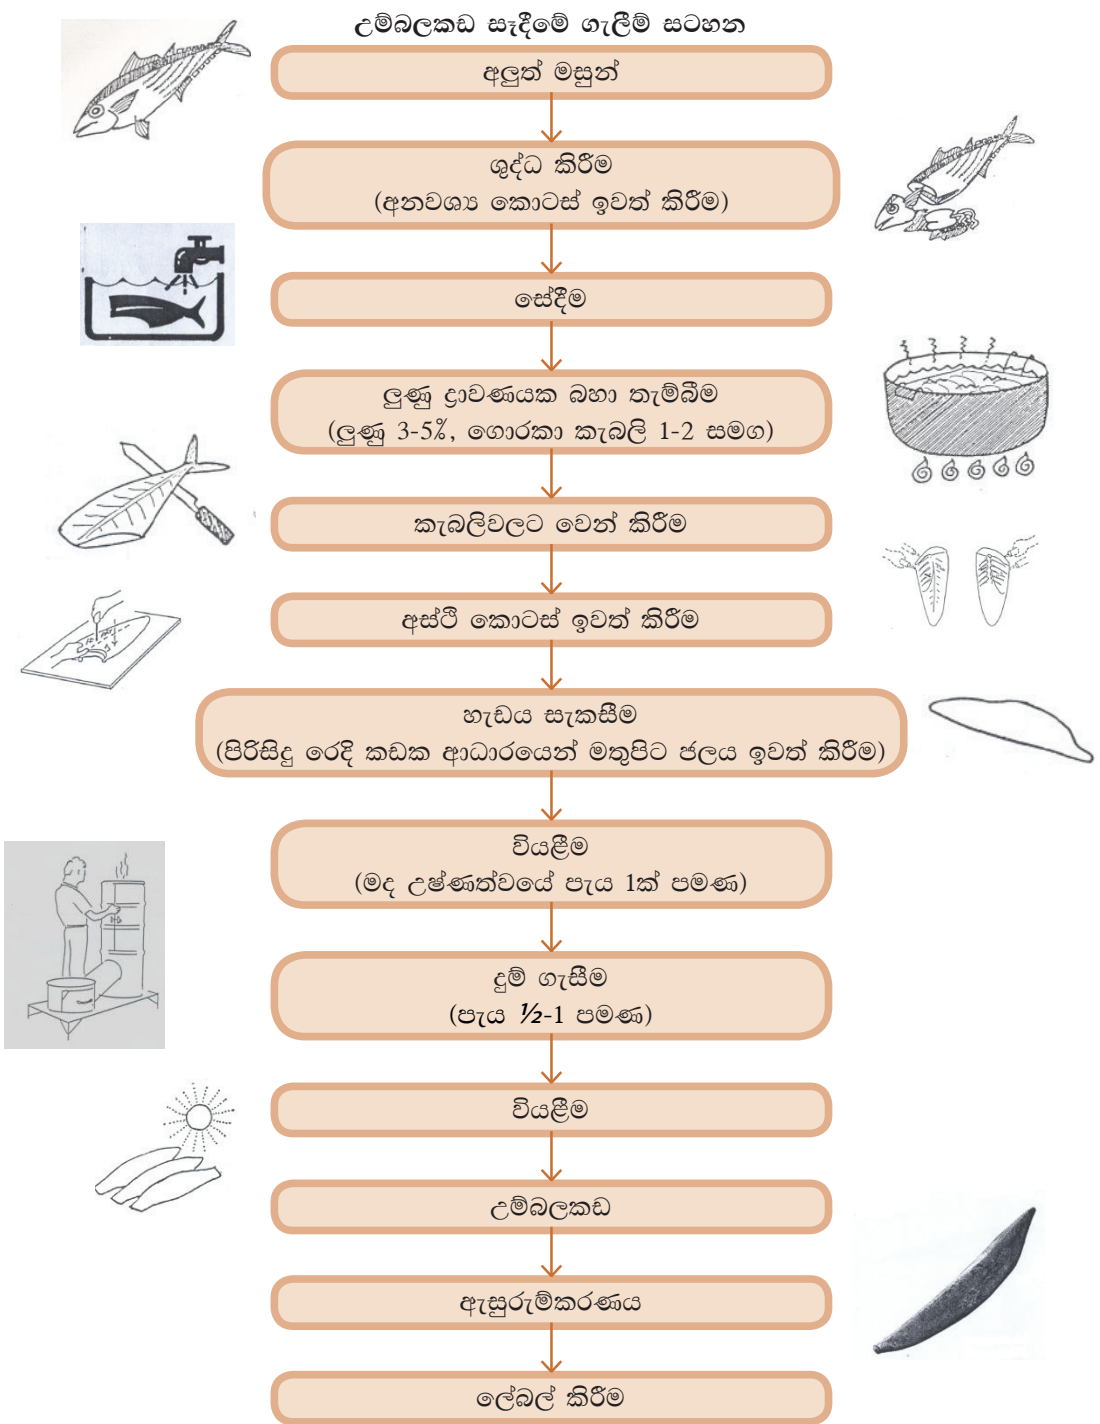 උම්බලකඩ සෑදීමේ ගැලීම් සටහන
අලුත් මසුන්
ශුද්ධ කිරීම
(අනවශ්‍ය කොටස් ඉවත් කිරීම)
සේදීම
ලුණු ද්‍රාවණයක බහා තැම්බීම
(ලුණු 3-5%, ගොරකා කැබලි 1-2 සමග)
කැබලිවලට වෙන් කිරීම
අස්ථි කොටස් ඉවත් කිරීම
හැඩය සැකසීම
(පිරිසිදු රෙදි කඩක ආධාරයෙන් මතුපිට ජලය ඉවත් කිරීම)
වියළීම
(මද උෂ්ණත්වයේ පැය 1ක් පමණ)
දුම් ගැසීම
(පැය ½-1 පමණ)
වියළීම
උම්බලකඩ
ඇසුරුම්කරණය
ලේබල් කිරීම